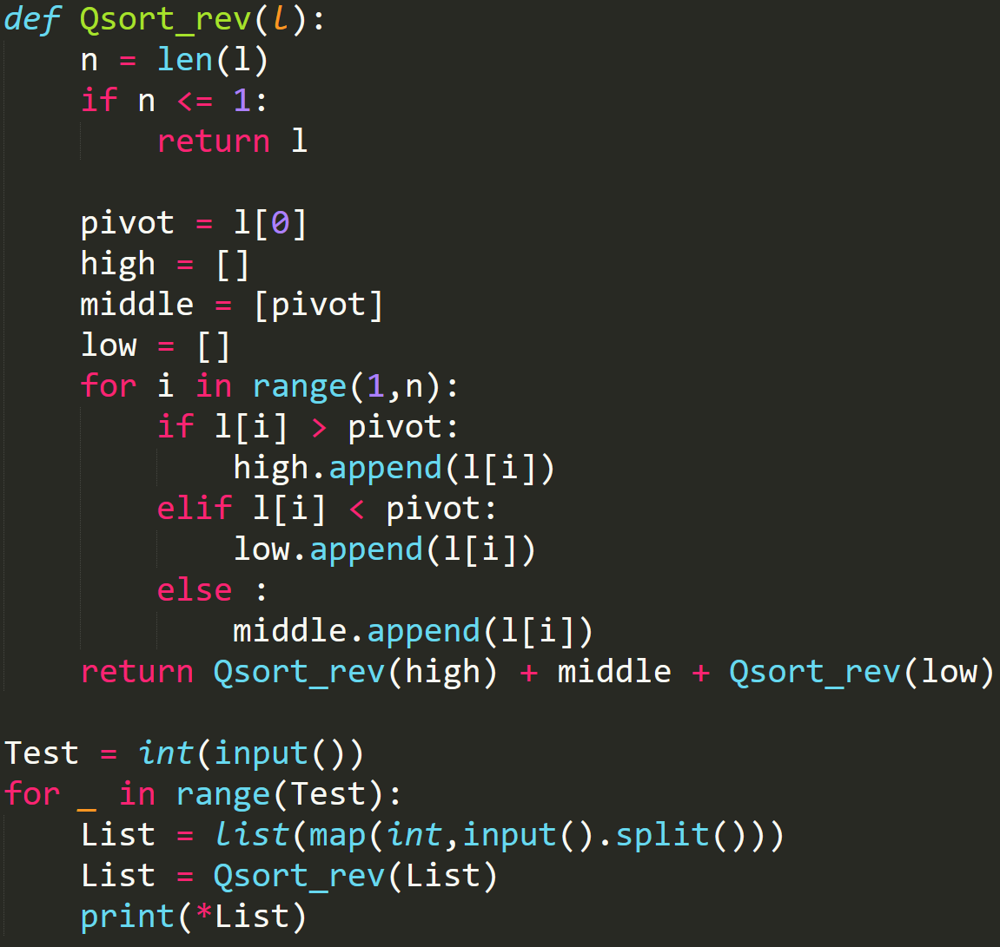 def Qsort_rev(l):
    n = len(l)
    if n <= 1:
        return l

    pivot = l[0]
    high = []
    middle = [pivot]
    low = []
    for i in range(1,n):
        if l[i] > pivot:
            high.append(l[i])
        elif l[i] < pivot:
            low.append(l[i])
        else :
            middle.append(l[i])
    return Qsort_rev(high) + middle + Qsort_rev(low)

Test = int(input())
for _ in range(Test):
    List = list(map(int,input().split()))
    List = Qsort_rev(List)
    print(*List)